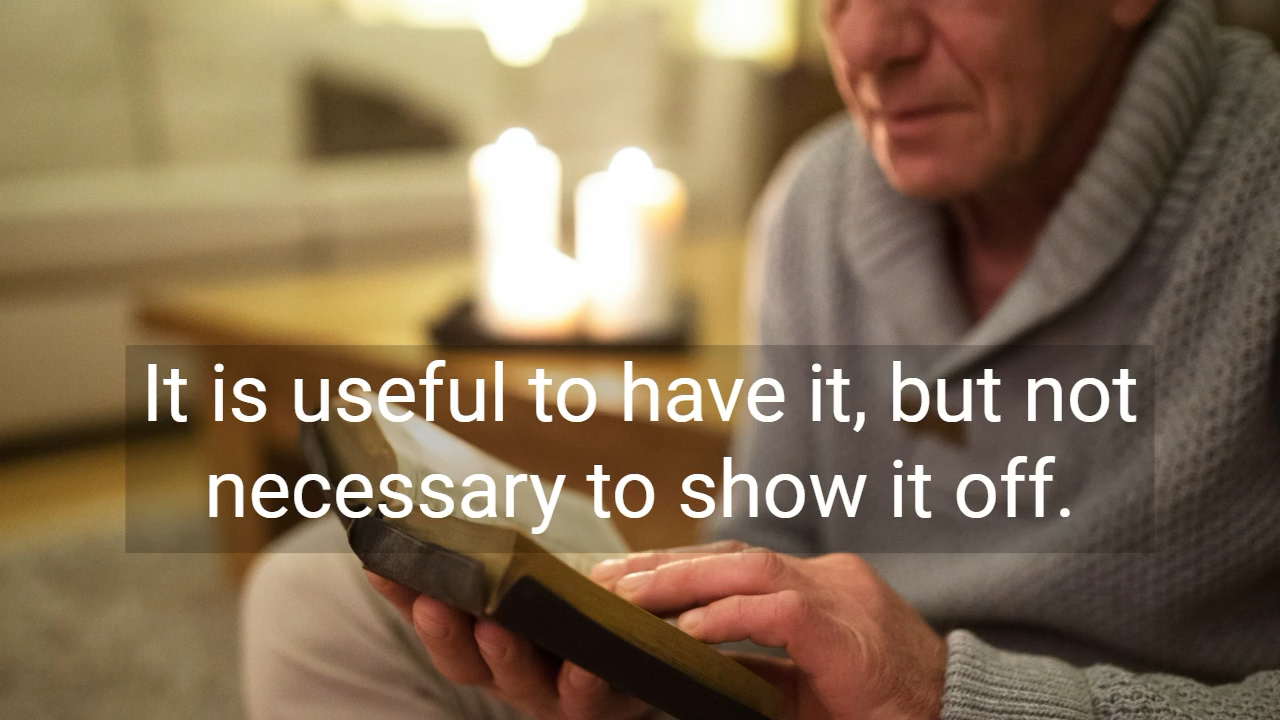 It is useful to have it, but not
necessary to show it off.